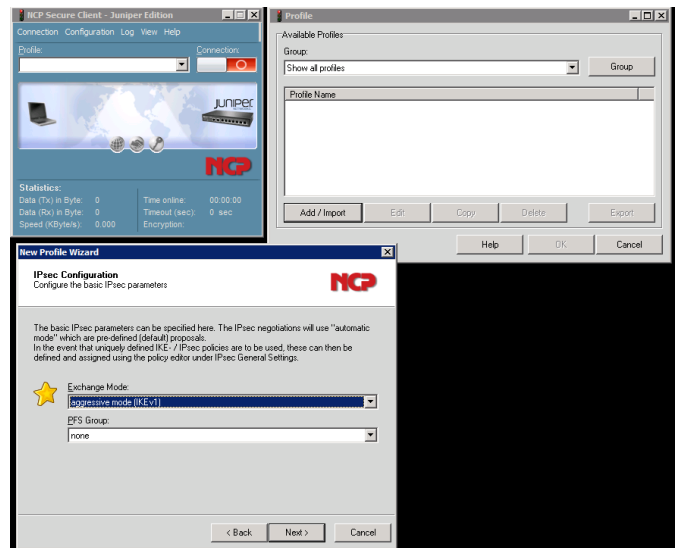 NCP Secure Client - Juniper Edition
Connection Configuration Log View Help
Profile:
Connection:
JUNIPER
NCP
Statistics:
Data (Tx) in Byte: 0 Time online: 00:00:00
Data (Rx) in Byte: 0 Timeout (sec): 0 sec
Speed (KByte/s): 0.000 Encryption:
Profile
Available Profiles
Group:
Show all profiles
Group
Profile Name
Add / Import Edit Copy Delete Export
Help OK Cancel
New Profile Wizard
IPsec Configuration
Configure the basic IPsec parameters
NCP
The basic IPsec parameters can be specified here. The IPsec negotiations will use "automatic
mode" which are pre-defined (default) proposals.
In the event that uniquely defined IKE- / IPsec policies are to be used, these can then be
defined and assigned using the policy editor under IPsec General Settings.
Exchange Mode:
aggressive mode (IKEv1)
PFS Group:
none
< Back Next > Cancel